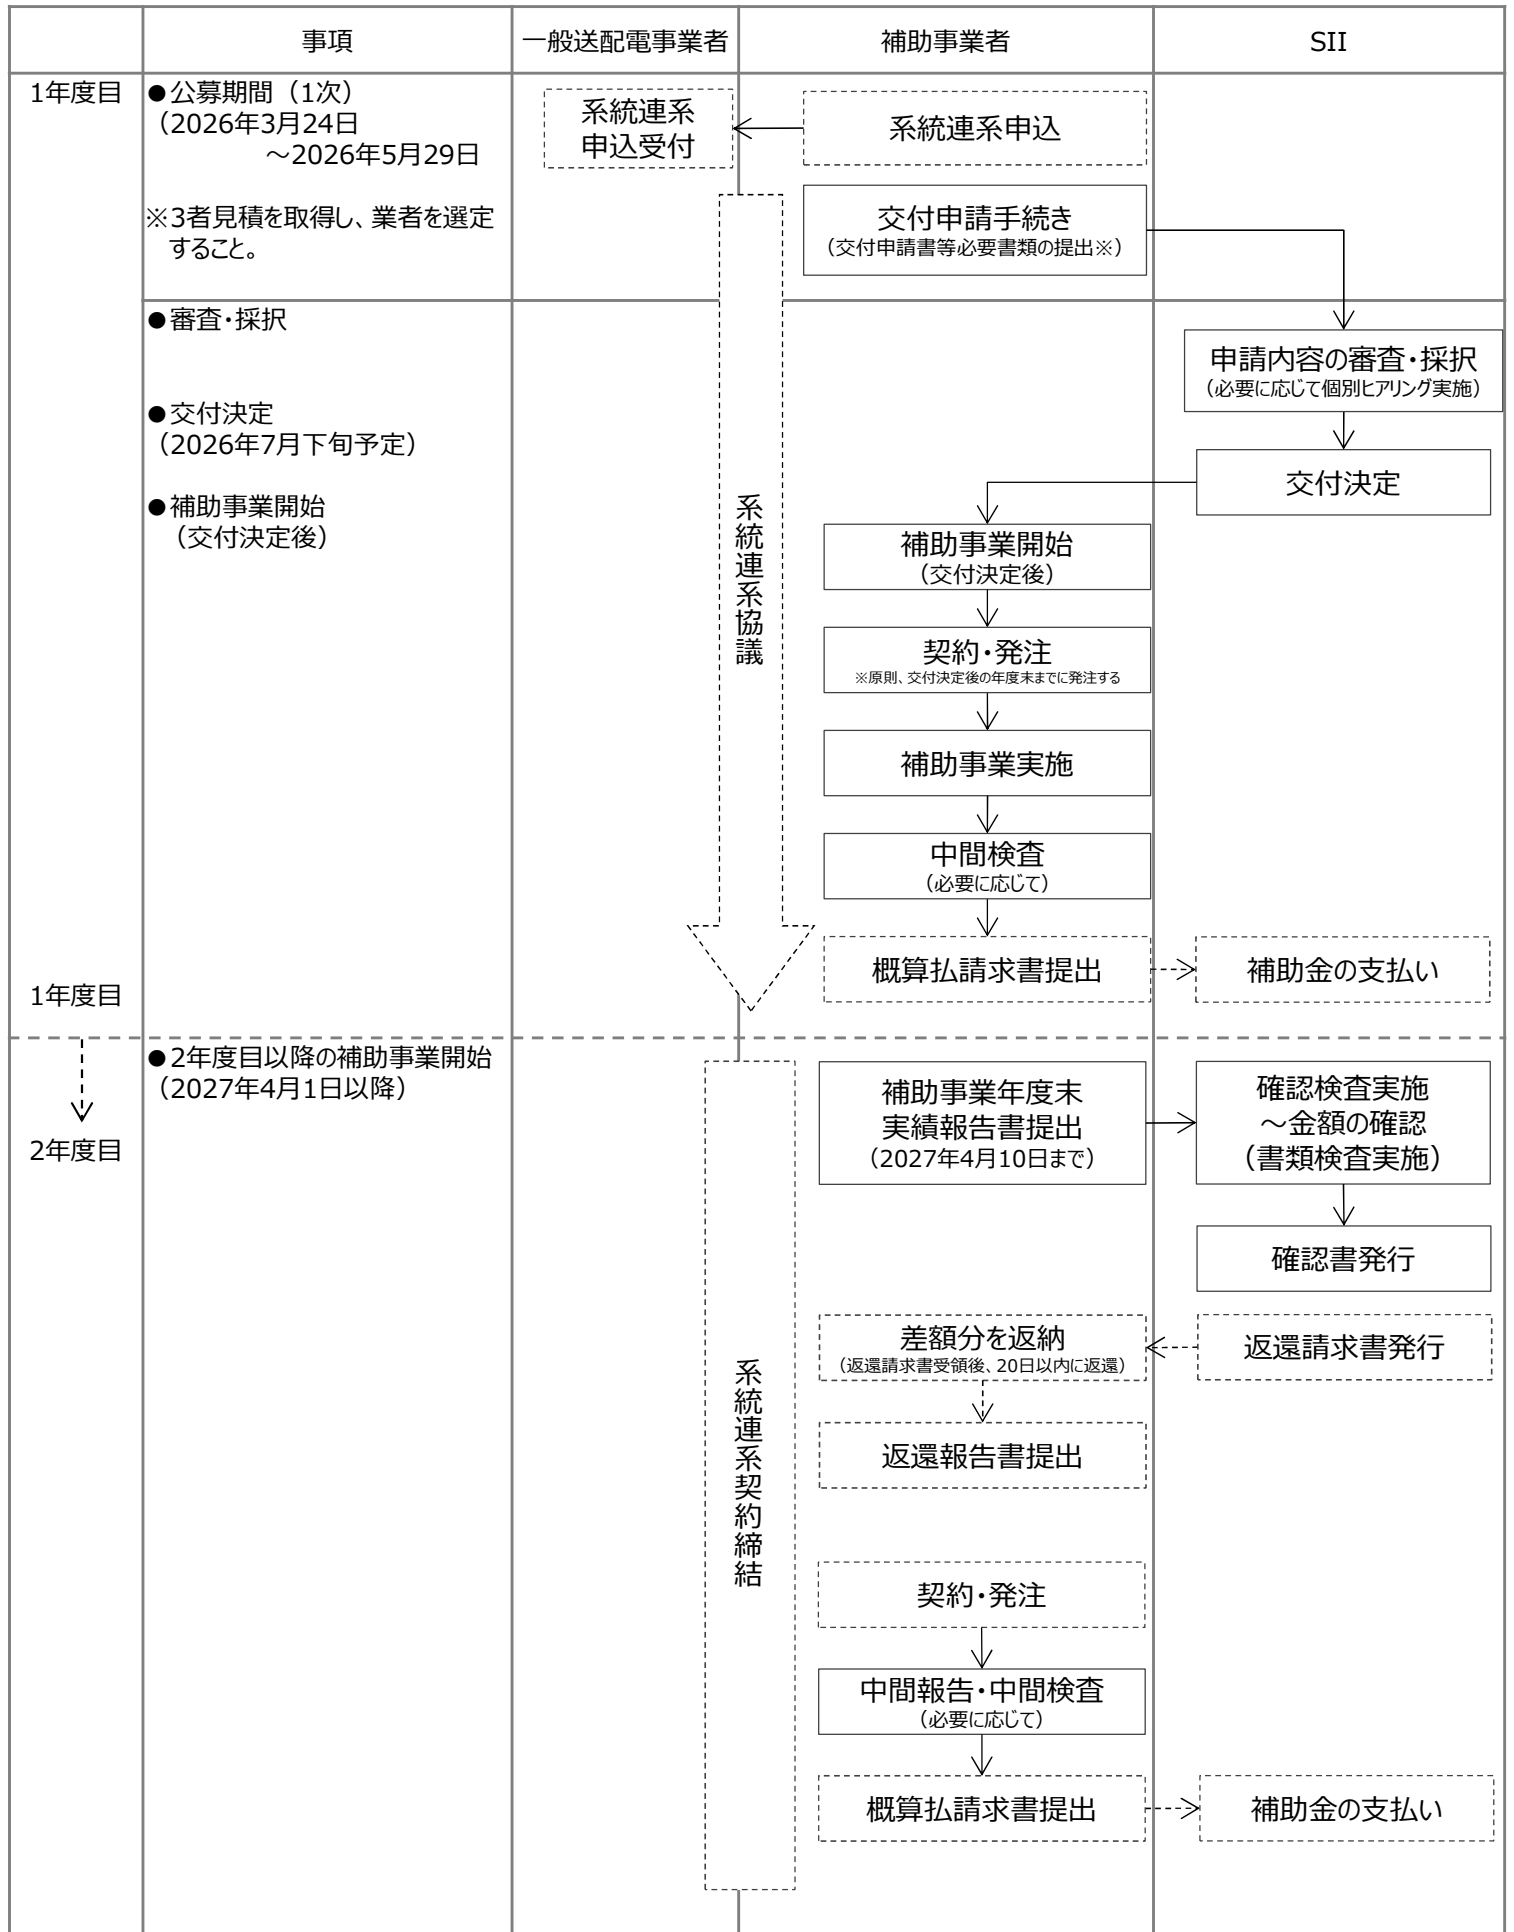 事項
一般送配電事業者
補助事業者
SII
1年度目
●公募期間（1次）
（2026年3月24日
～2026年5月29日
※3者見積を取得し、業者を選定
すること。
系統連系
申込受付
系統連系申込
交付申請手続き
（交付申請書等必要書類の提出※）
●審査・採択
●交付決定
（2026年7月下旬予定）
●補助事業開始
（交付決定後）
申請内容の審査・採択
（必要に応じて個別ヒアリング実施）
交付決定
系統連系協議
補助事業開始
（交付決定後）
契約・発注
※原則、交付決定後の年度末までに発注する
補助事業実施
中間検査
（必要に応じて）
概算払請求書提出
補助金の支払い
1年度目
2年度目
●2年度目以降の補助事業開始
（2027年4月1日以降）
系統連系契約締結
補助事業年度末
実績報告書提出
（2027年4月10日まで）
確認検査実施
～金額の確認
（書類検査実施）
確認書発行
差額分を返納
（返還請求書受領後、20日以内に返還）
返還請求書発行
返還報告書提出
契約・発注
中間報告・中間検査
（必要に応じて）
概算払請求書提出
補助金の支払い